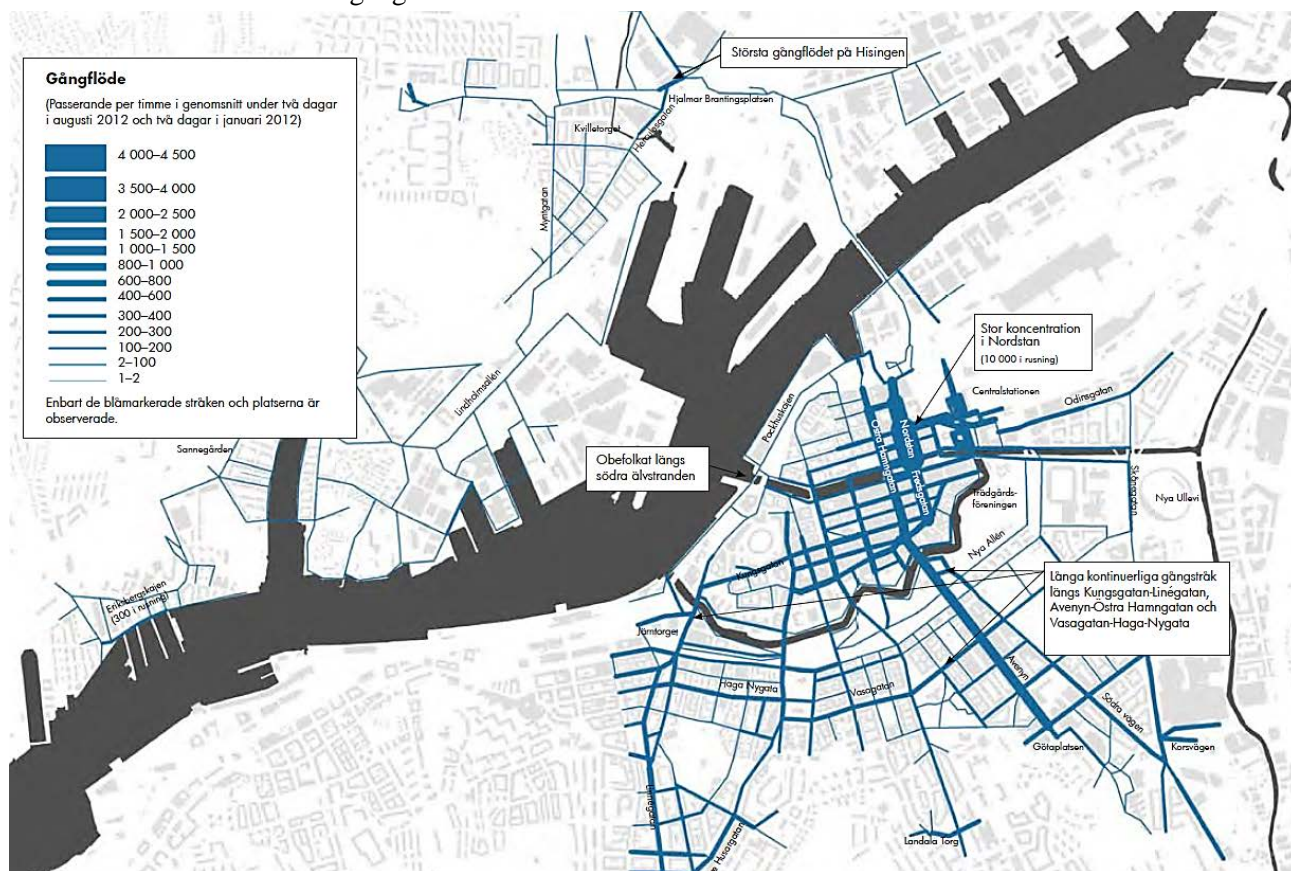 Gångflöde
(Passerande per timme i genomsnitt under två dagar
i augusti 2012 och två dagar i januari 2012)
4 000–4 500
3 500–4 000
2 000–2 500
1 500–2 000
1 000–1 500
800–1 000
600–800
400–600
300–400
200–300
100–200
2–100
1–2
Enbart de blåmarkerade stråken och platserna är
observerade.
Största gångflödet på Hisingen
Hjalmar Brantingsplatsen
Kvilletorget
Herkulesgatan
Myntgatan
Lindholmsallén
Sannegården
Eriksbergskajen
(300 i rusning)
Stor koncentration
i Nordstan
(10 000 i rusning)
Centralstationen
Odinsgatan
Packhuskajen
Östra Hamngatan
Nordstan
Fredsgatan
Obefolkat längs
södra älvstranden
Trädgårds-
föreningen
Skånegatan
Nya Ullevi
Nya Allén
Kungsgatan
Långa kontinuerliga gångstråk
längs Kungsgatan-Linégatan,
Avenyn-Östra Hamngatan och
Vasagatan-Haga-Nygata
Järntorget
Haga Nygata
Vasagatan
Avenyn
Södra vägen
Götaplatsen
Korsvägen
Linnégatan
Husargatan
Landala Torg